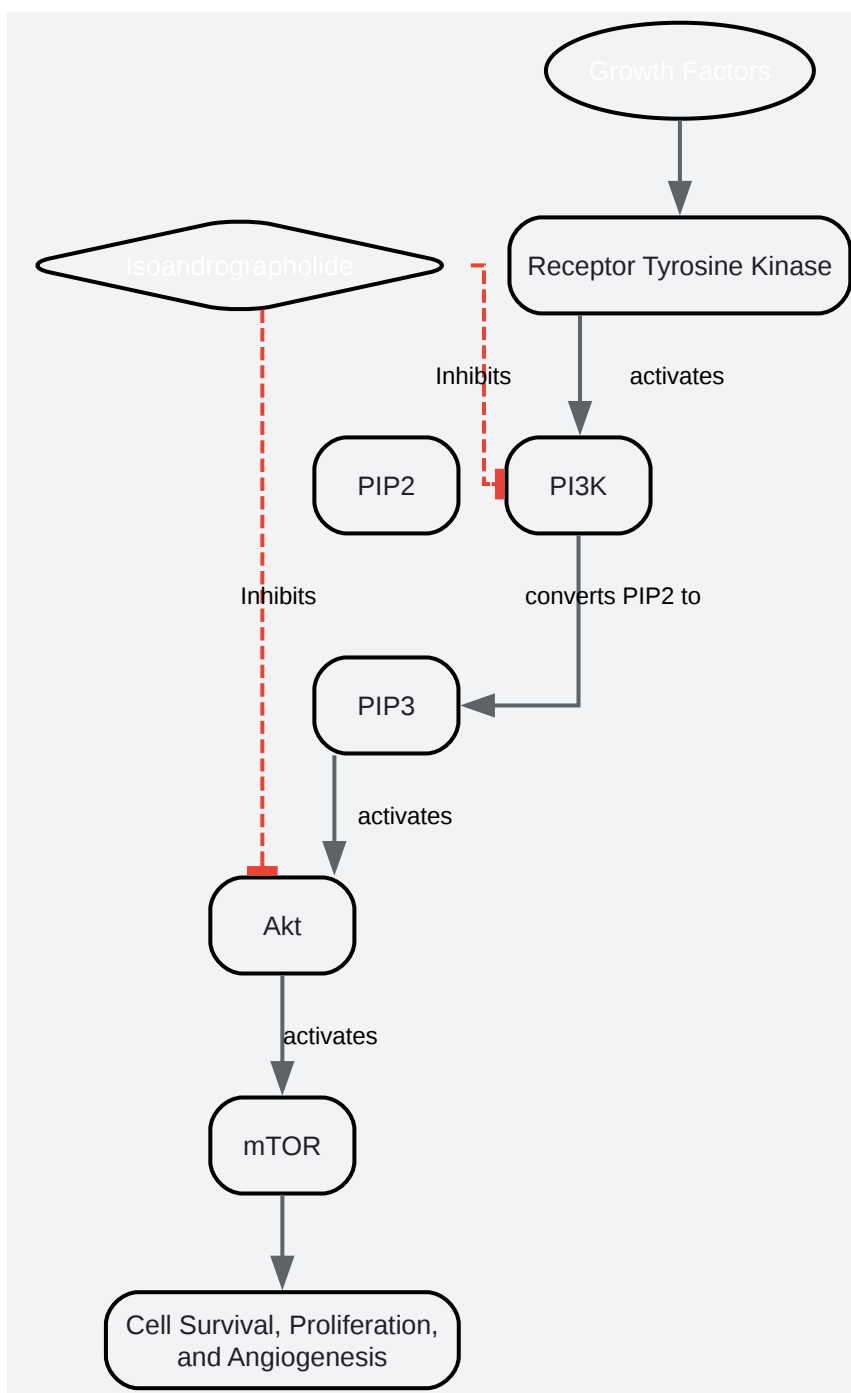 Growth Factors
Isoandrographolide
Receptor Tyrosine Kinase
Inhibits
activates
PIP2
PI3K
Inhibits
converts PIP2 to
PIP3
activates
Akt
activates
mTOR
Cell Survival, Proliferation,
and Angiogenesis